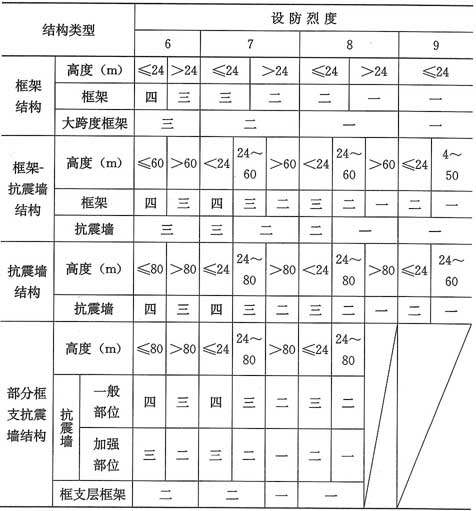 结构类型 设防烈度
6 7 8 9
框架结构 高度（m） ≤24 >24 ≤24 >24 ≤24 >24 ≤24
框架 四 三 三 二 二 一 一
大跨度框架 三 二 一 一
框架-抗震墙结构 高度（m） ≤60 >60 <24 24～60 >60 <24 24～60 >60 ≤24 4～50
框架 四 三 四 三 二 三 二 一 二 一
抗震墙 三 三 二 二 一 一
抗震墙结构 高度（m） ≤80 >80 ≤24 24～80 >80 <24 24～80 >80 ≤24 24～60
抗震墙 四 三 四 三 二 三 二 一 二 一
部分框支抗震墙结构 高度（m） ≤80 >80 ≤24 24～80 >80 ≤24 24～80
抗震墙 一般部位 四 三 四 三 二 三 二
加强部位 三 二 三 二 一 二 一
框支层框架 二 二 一 一